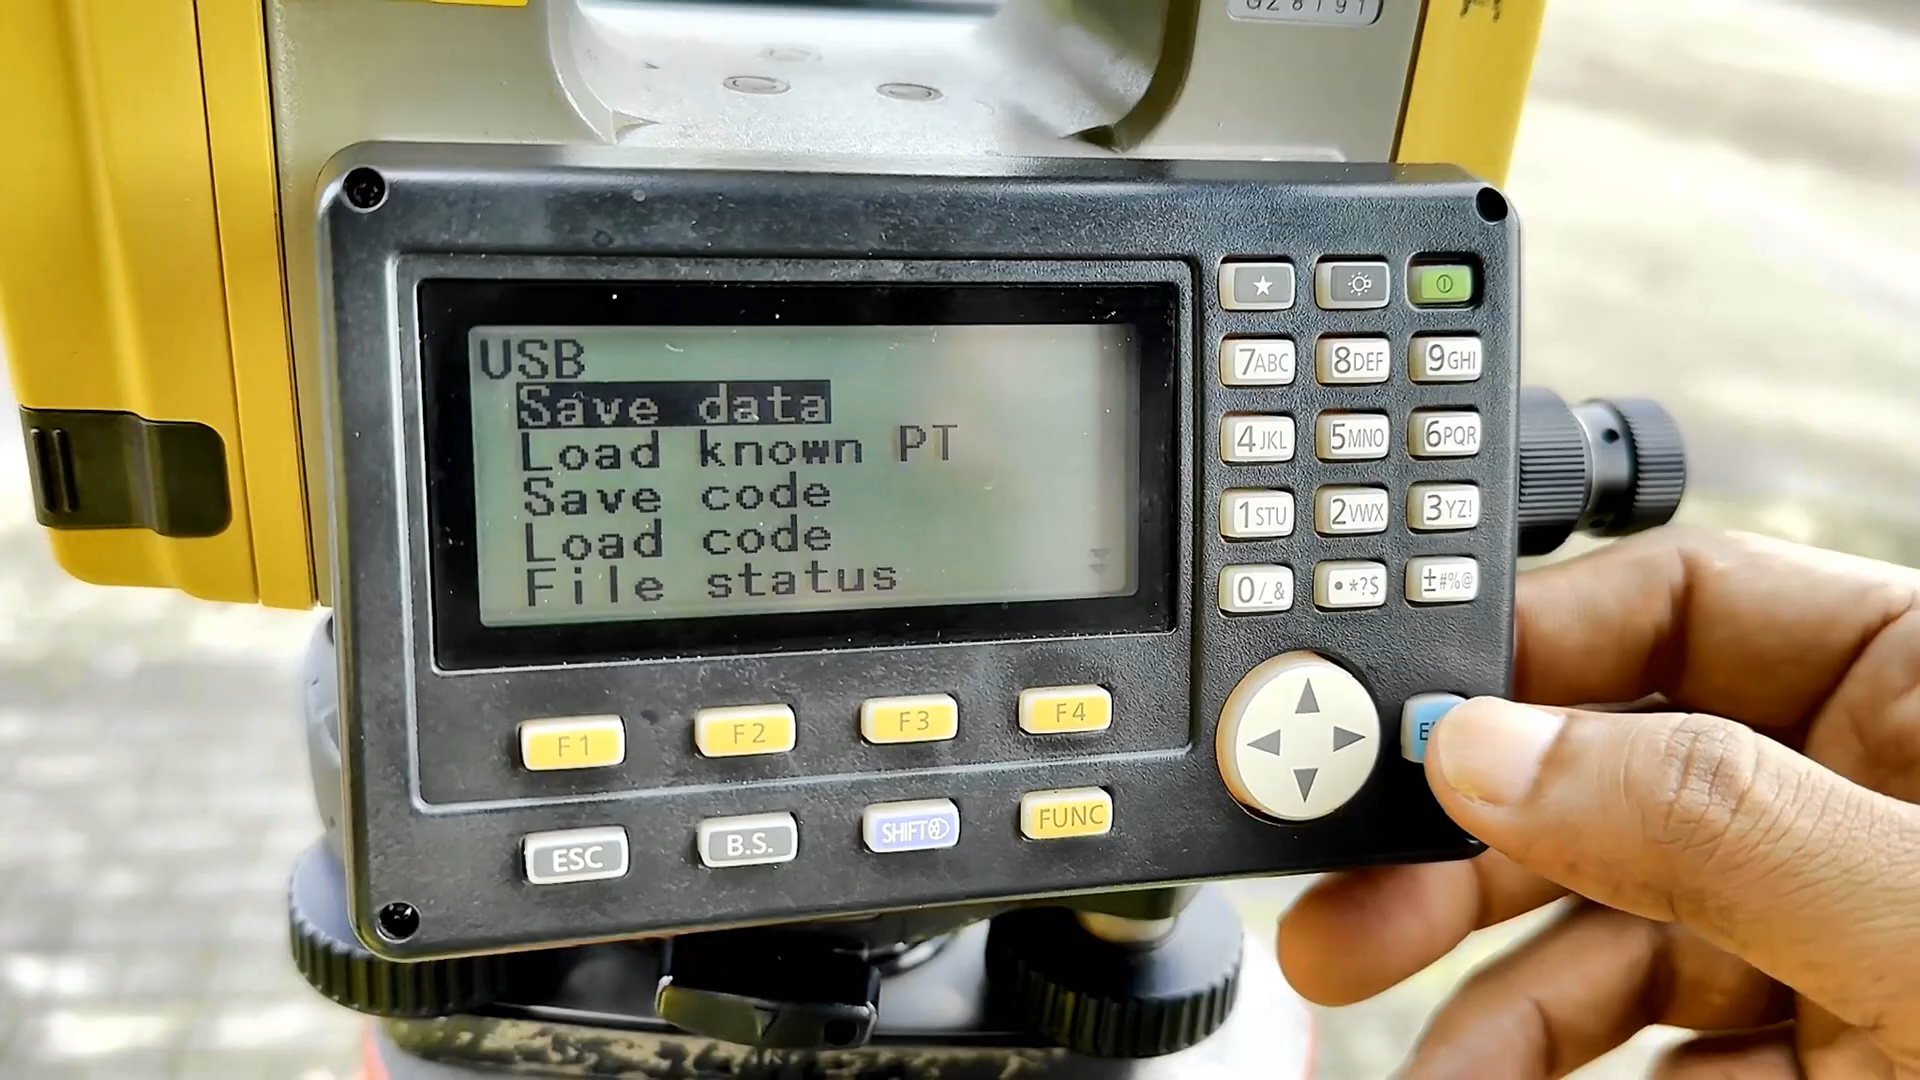 USB
Save data
Load known PT
Save code
Load code
File status
7ABC 8DEF 9GHI
4JKL 5MNO 6PQR
1STU 2VWX 3YZ!
0/_& •*?$ ±#%@
F1 F2 F3 F4
ESC B.S. SHIFT FUNC